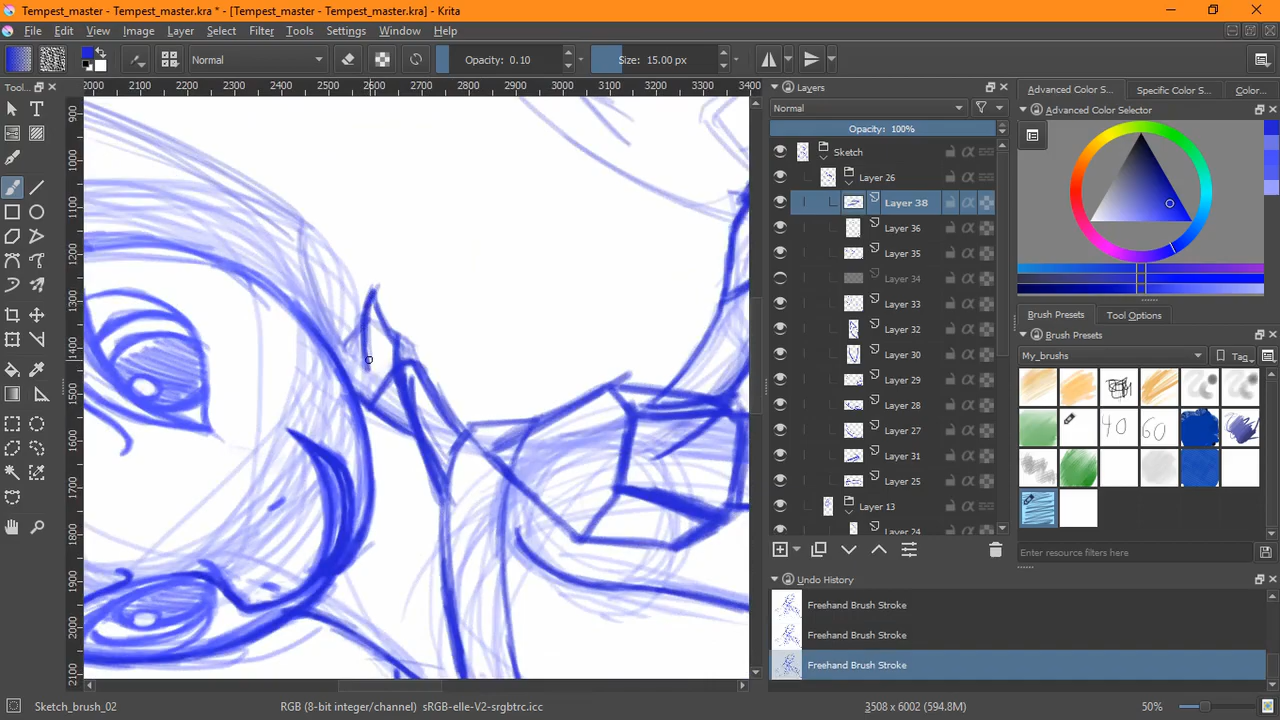 Tempest_master - Tempest_master.kra * - [Tempest_master - Tempest_master.kra] - Krita
File Edit View Image Layer Select Filter Tools Settings Window Help
Normal Opacity: 0.10 Size: 15.00 px
Tool...
2000 2100 2200 2300 2400 2500 2600 2700 2800 2900 3000 3100 3200 3300 3400
900
1000
1100
1200
1300
1400
1500
1600
1700
1800
1900
2000
2100
Layers
Normal
Opacity: 100%
Sketch
Layer 26
Layer 38
Layer 36
Layer 35
Layer 34
Layer 33
Layer 32
Layer 30
Layer 29
Layer 28
Layer 27
Layer 31
Layer 25
Layer 13
Layer 24
Advanced Color S... Specific Color S... Color...
Advanced Color Selector
Brush Presets Tool Options
Brush Presets
My_brushes Tag
40 60
Enter resource filters here
Undo History
Freehand Brush Stroke
Freehand Brush Stroke
Freehand Brush Stroke
Sketch_brush_02 RGB (8-bit integer/channel) sRGB-elle-V2-srgbtrc.icc 3508 x 6002 (594.8M) 50%